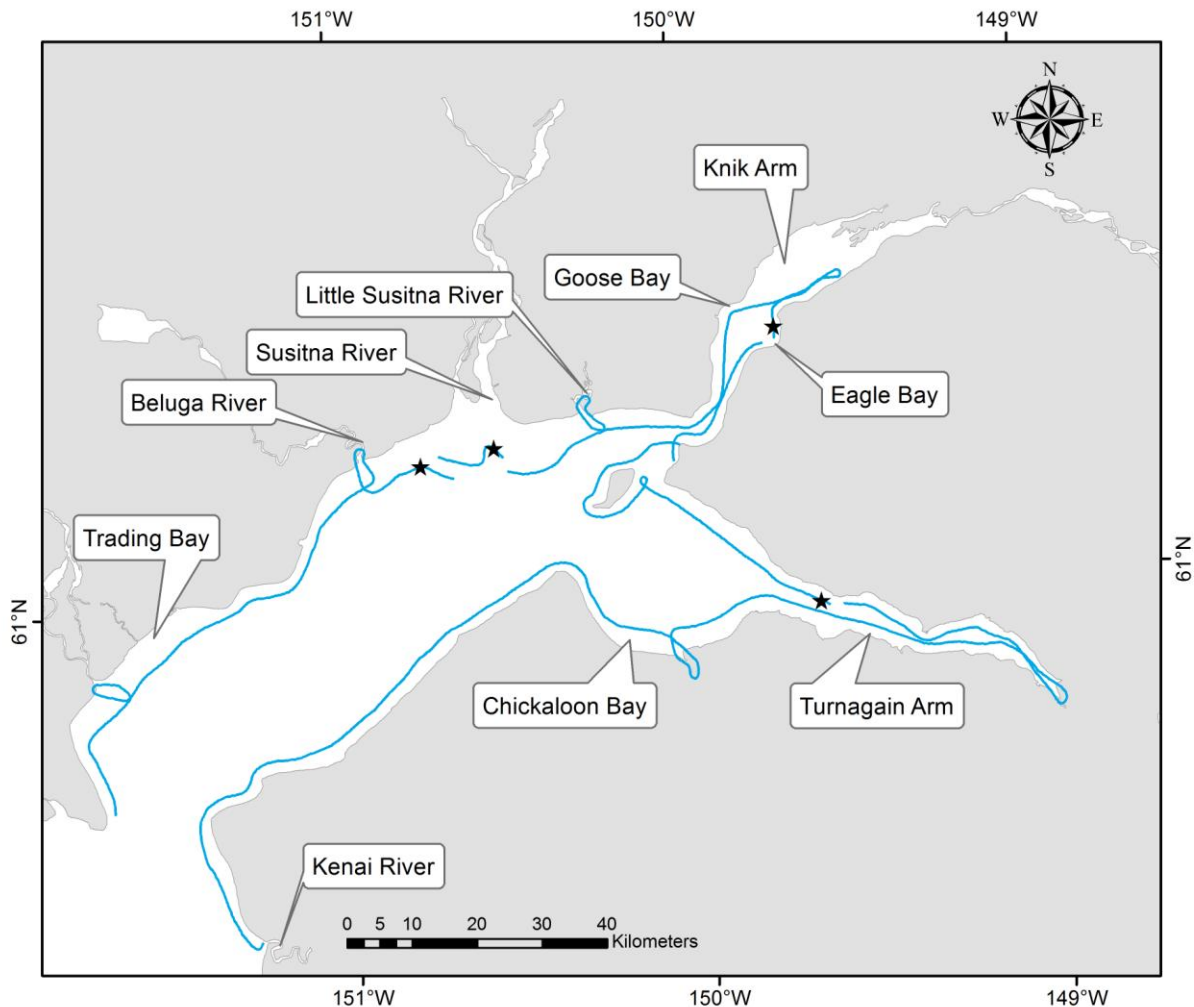 151°W
150°W
149°W
N
W
E
S
Knik Arm
Goose Bay
Little Susitna River
Susitna River
Beluga River
Eagle Bay
Trading Bay
61°N
61°N
Chickaloon Bay
Turnagain Arm
Kenai River
0 5 10 20 30 40
Kilometers
151°W
150°W
149°W